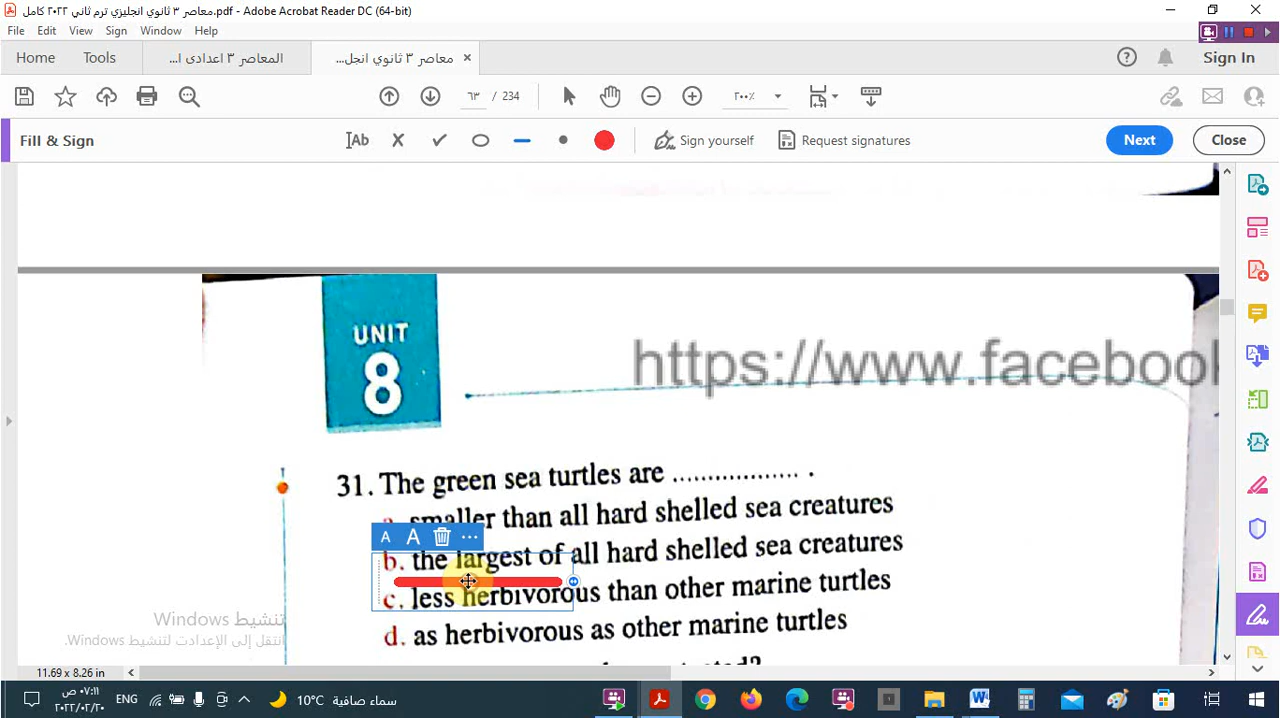 معاصر ٣ ثانوي انجليزي ترم ثاني ٢٠٢٢ كامل.pdf - Adobe Acrobat Reader DC (64-bit)
File Edit View Sign Window Help
Home Tools المعاصر ٣ اعدادى ا... معاصر ٣ ثانوي انجل... Sign In
٦٣ / 234 ٢٠٠٪
Fill & Sign Ab Sign yourself Request signatures Next Close
UNIT
8
https://www.facebook
31. The green sea turtles are .................. .
a. smaller than all hard shelled sea creatures
A A ...
b. the largest of all hard shelled sea creatures
c. less herbivorous than other marine turtles
d. as herbivorous as other marine turtles
تنشيط Windows
انتقل إلى الإعدادت لتنشيط Windows.
11.69 x 8.26 in
٠٧:١١ ص
٢٠٢٢/٠٢/٢٠
ENG
10°C سماء صافية